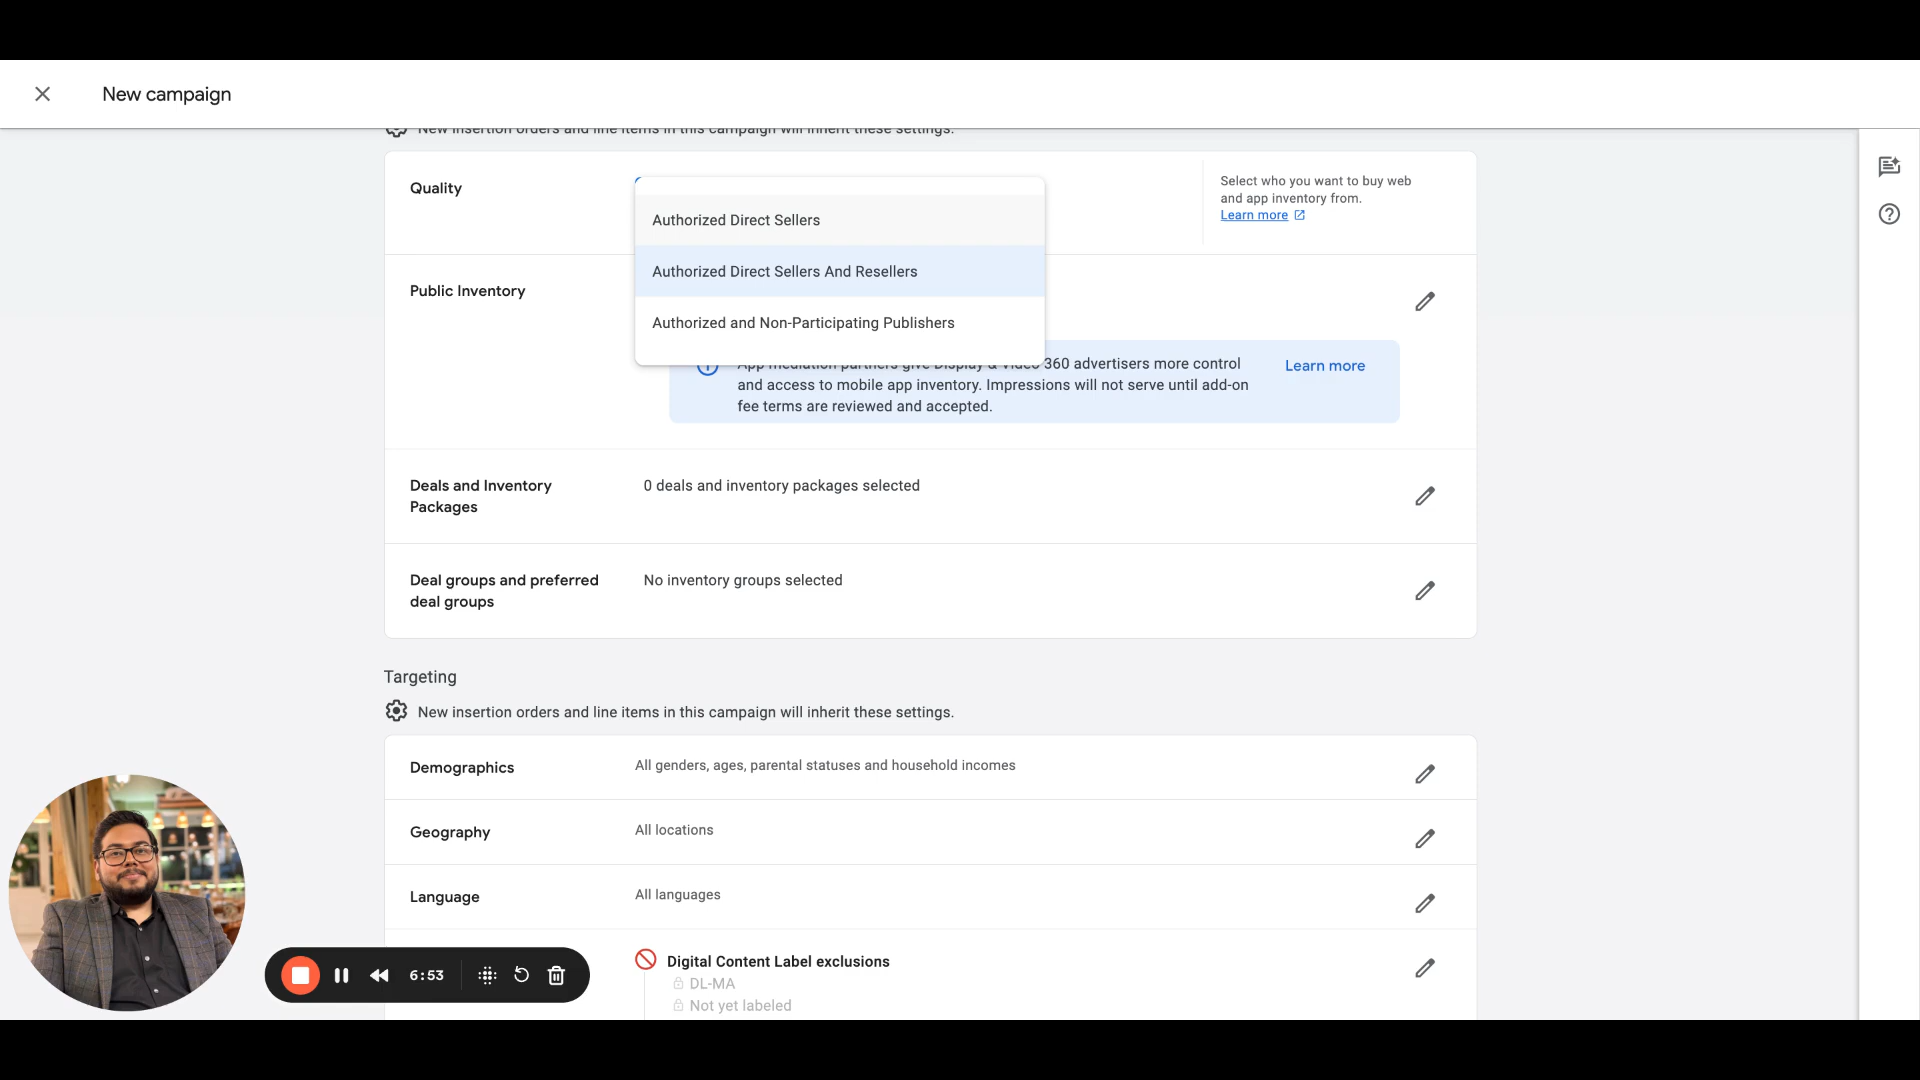 New campaign
New insertion orders and line items in this campaign will inherit these settings.
Quality
Authorized Direct Sellers
Authorized Direct Sellers And Resellers
Authorized and Non-Participating Publishers
Select who you want to buy web
and app inventory from.
Learn more
Public Inventory
App mediation partners give Display & Video 360 advertisers more control
and access to mobile app inventory. Impressions will not serve until add-on
fee terms are reviewed and accepted.
Learn more
Deals and Inventory
Packages
0 deals and inventory packages selected
Deal groups and preferred
deal groups
No inventory groups selected
Targeting
New insertion orders and line items in this campaign will inherit these settings.
Demographics
All genders, ages, parental statuses and household incomes
Geography
All locations
Language
All languages
Digital Content Label exclusions
DL-MA
Not yet labeled
6:53